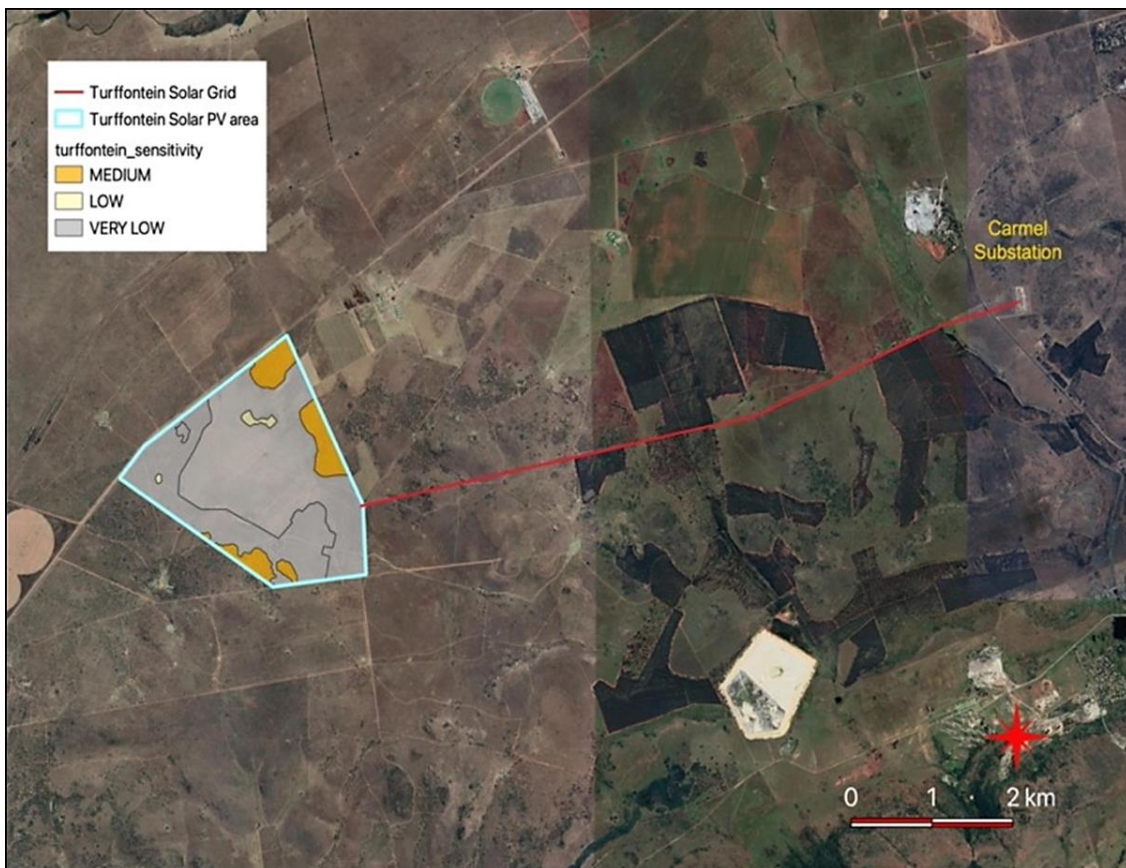 Turffontein Solar Grid
Turffontein Solar PV area
turffontein_sensitivity
MEDIUM
LOW
VERY LOW
Carmel
Substation
0 1 2 km